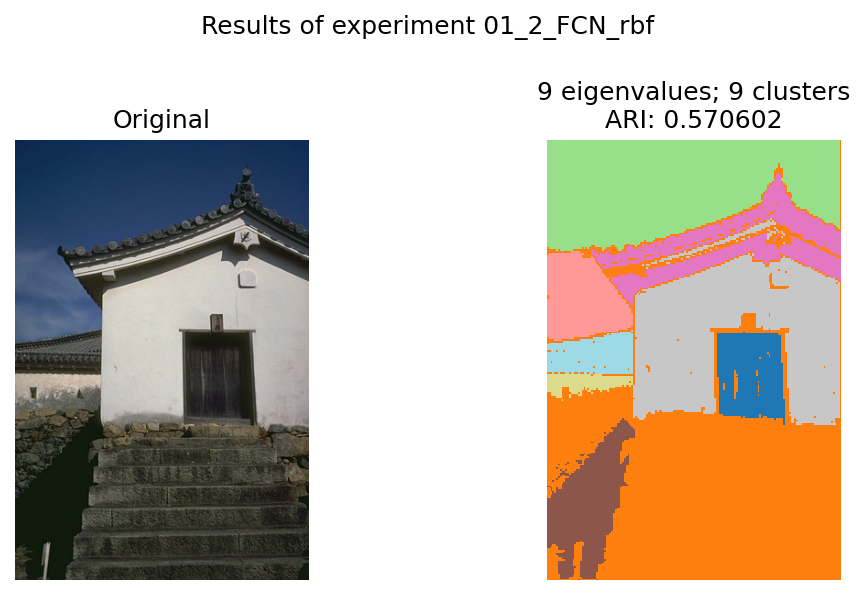 Results of experiment 01_2_FCN_rbf
Original
9 eigenvalues; 9 clusters
ARI: 0.570602